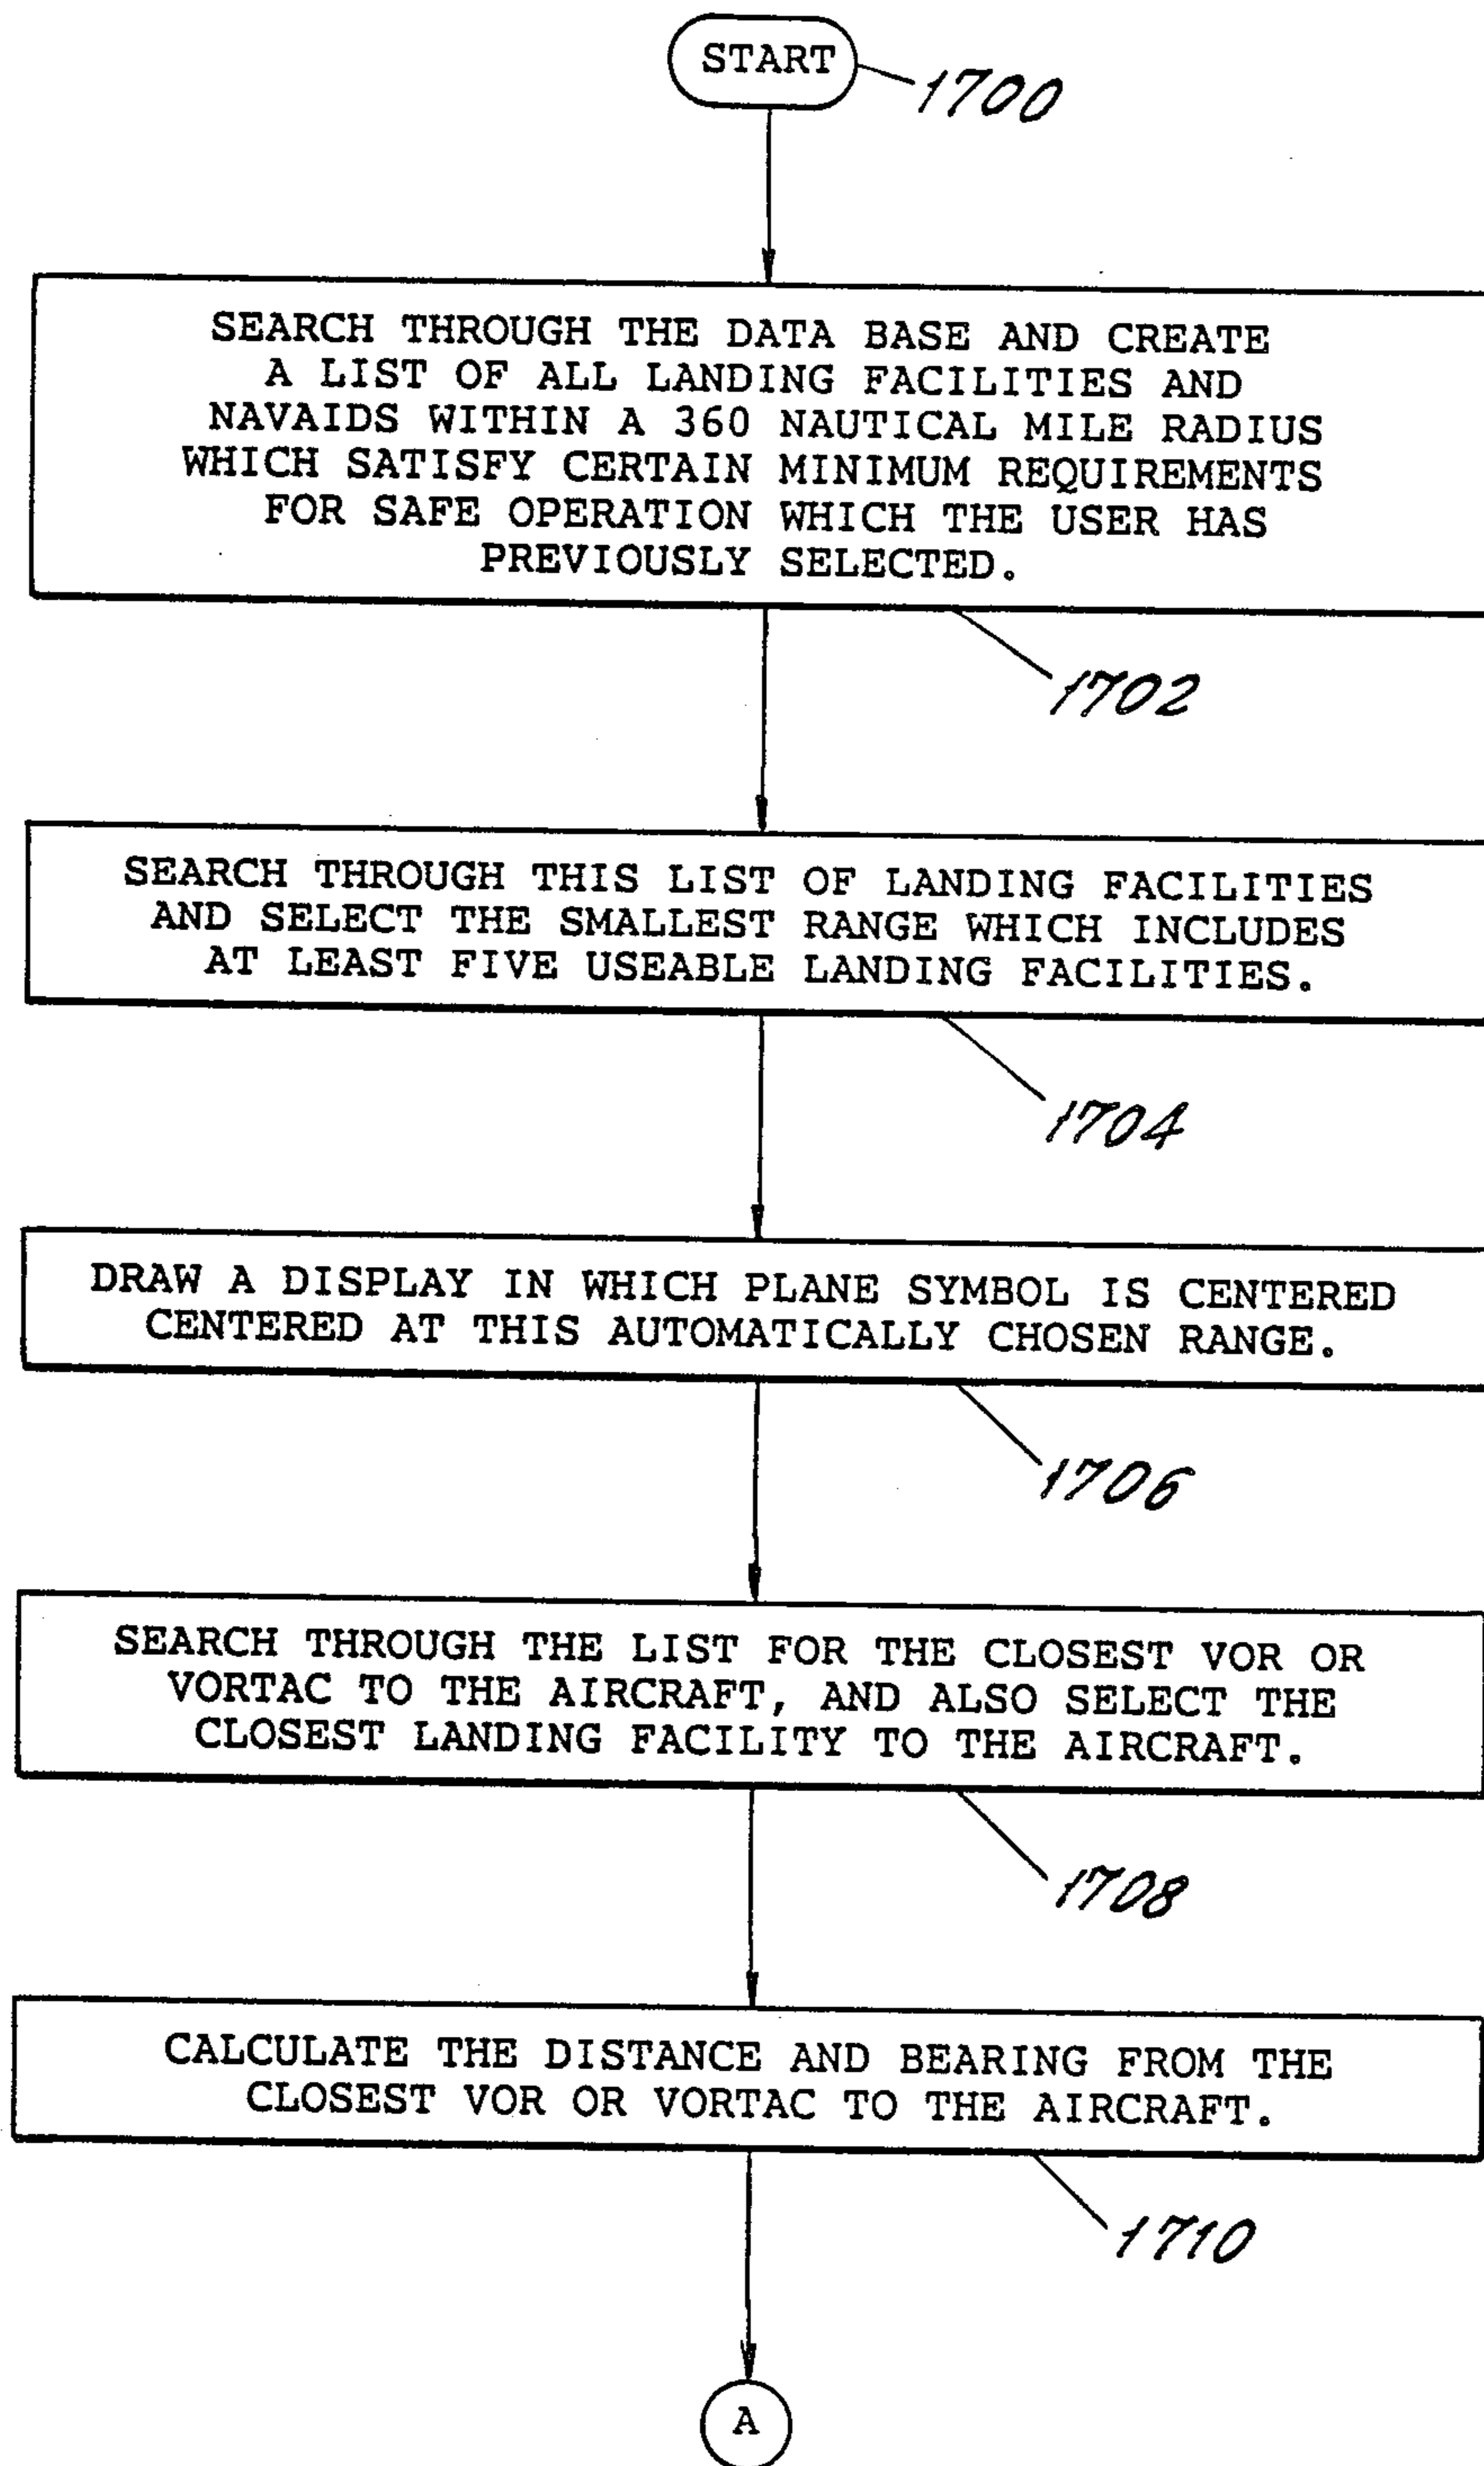 START
1700
SEARCH THROUGH THE DATA BASE AND CREATE
A LIST OF ALL LANDING FACILITIES AND
NAVAIDS WITHIN A 360 NAUTICAL MILE RADIUS
WHICH SATISFY CERTAIN MINIMUM REQUIREMENTS
FOR SAFE OPERATION WHICH THE USER HAS
PREVIOUSLY SELECTED.
1702
SEARCH THROUGH THIS LIST OF LANDING FACILITIES
AND SELECT THE SMALLEST RANGE WHICH INCLUDES
AT LEAST FIVE USEABLE LANDING FACILITIES.
1704
DRAW A DISPLAY IN WHICH PLANE SYMBOL IS CENTERED
CENTERED AT THIS AUTOMATICALLY CHOSEN RANGE.
1706
SEARCH THROUGH THE LIST FOR THE CLOSEST VOR OR
VORTAC TO THE AIRCRAFT, AND ALSO SELECT THE
CLOSEST LANDING FACILITY TO THE AIRCRAFT.
1708
CALCULATE THE DISTANCE AND BEARING FROM THE
CLOSEST VOR OR VORTAC TO THE AIRCRAFT.
1710
A